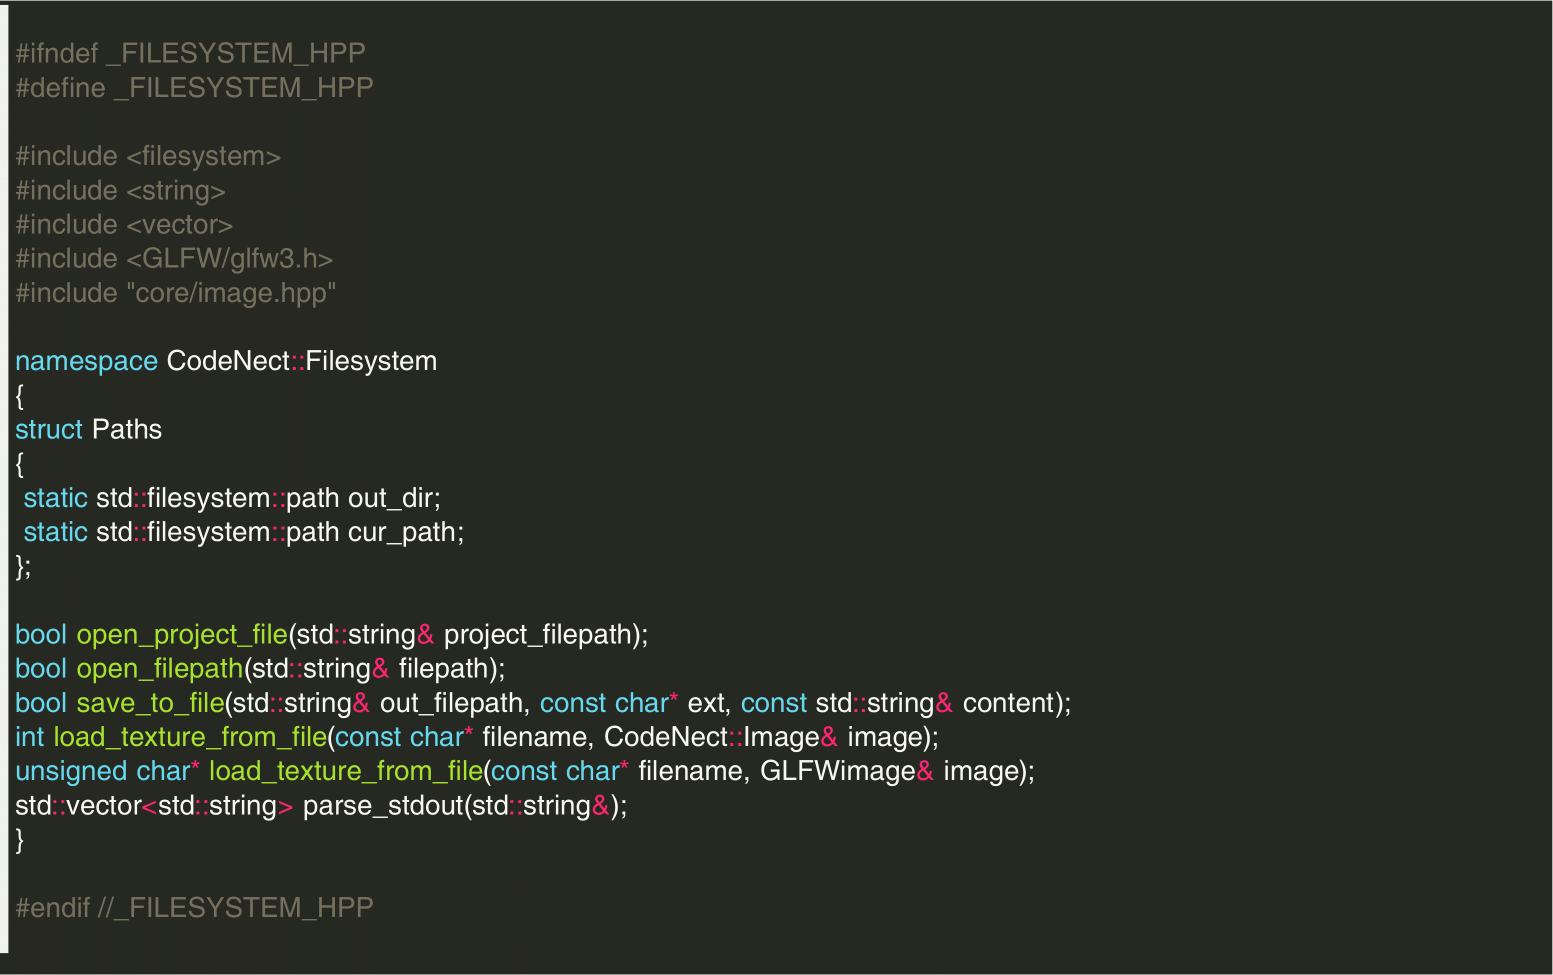 #ifndef _FILESYSTEM_HPP
#define _FILESYSTEM_HPP
#include <filesystem>
#include <string>
#include <vector>
#include <GLFW/glfw3.h>
#include "core/image.hpp"
namespace CodeNect::Filesystem
{
struct Paths
{
static std::filesystem::path out_dir;
static std::filesystem::path cur_path;
};
bool open_project_file(std::string& project_filepath);
bool open_filepath(std::string& filepath);
bool save_to_file(std::string& out_filepath, const char* ext, const std::string& content);
int load_texture_from_file(const char* filename, CodeNect::Image& image);
unsigned char* load_texture_from_file(const char* filename, GLFWimage& image);
std::vector<std::string> parse_stdout(std::string&);
}
#endif //_FILESYSTEM_HPP